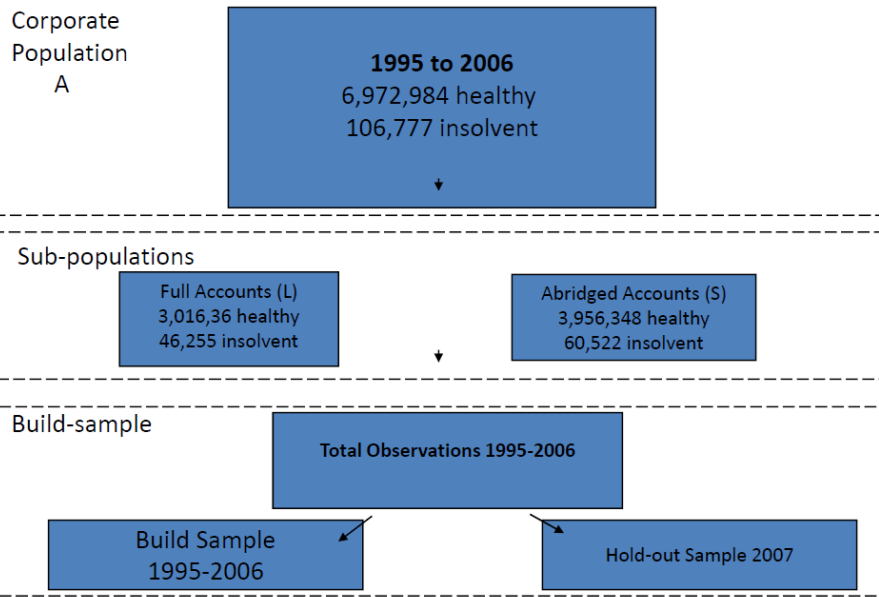 Corporate
Population
A
1995 to 2006
6,972,984 healthy
106,777 insolvent
Sub-populations
Full Accounts (L)
3,016,36 healthy
46,255 insolvent
Abridged Accounts (S)
3,956,348 healthy
60,522 insolvent
Build-sample
Total Observations 1995-2006
Build Sample
1995-2006
Hold-out Sample 2007